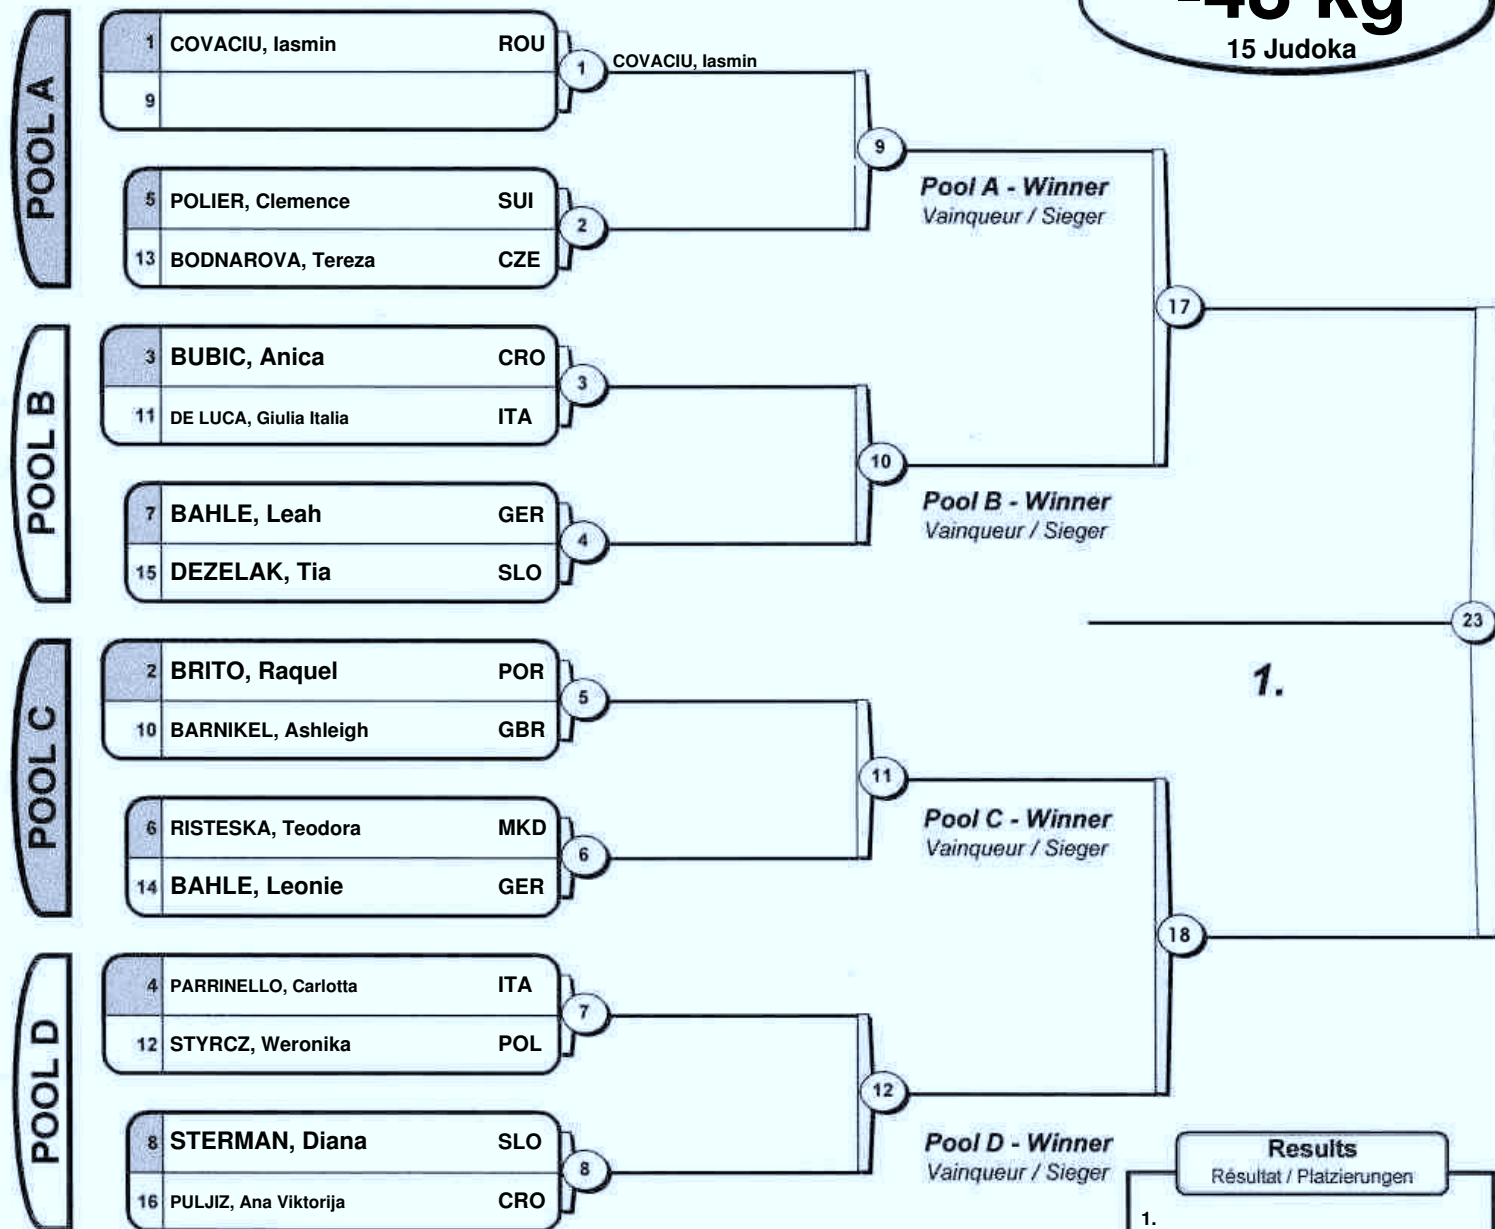 -48 kg
15 Judoka
POOL A
1 COVACIU, Iasmin ROU
9
1 COVACIU, Iasmin
5 POLIER, Clemence SUI
13 BODNAROVA, Tereza CZE
2
9
Pool A - Winner
Vainqueur / Sieger
POOL B
3 BUBIC, Anica CRO
11 DE LUCA, Giulia Italia ITA
3
7 BAHLE, Leah GER
15 DEZELAK, Tia SLO
4
10
Pool B - Winner
Vainqueur / Sieger
17
23
1.
POOL C
2 BRITO, Raquel POR
10 BARNIKEL, Ashleigh GBR
5
6 RISTESKA, Teodora MKD
14 BAHLE, Leonie GER
6
11
Pool C - Winner
Vainqueur / Sieger
18
POOL D
4 PARRINELLO, Carlotta ITA
12 STYRCZ, Weronika POL
7
8 STERMAN, Diana SLO
16 PULJIZ, Ana Viktorija CRO
8
12
Pool D - Winner
Vainqueur / Sieger
Results
Résultat / Platzierungen
1.